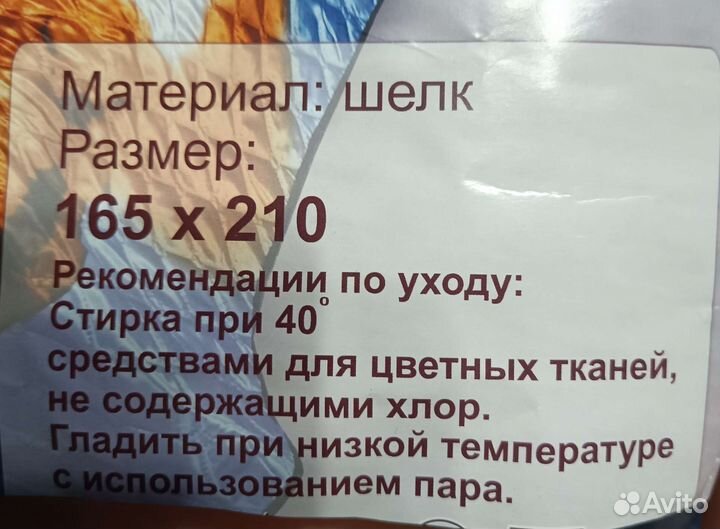 Материал: шелк
Размер:
165 х 210
Рекомендации по уходу:
Стирка при 40°
средствами для цветных тканей,
не содержащими хлор.
Гладить при низкой температуре
с использованием пара.
Avito